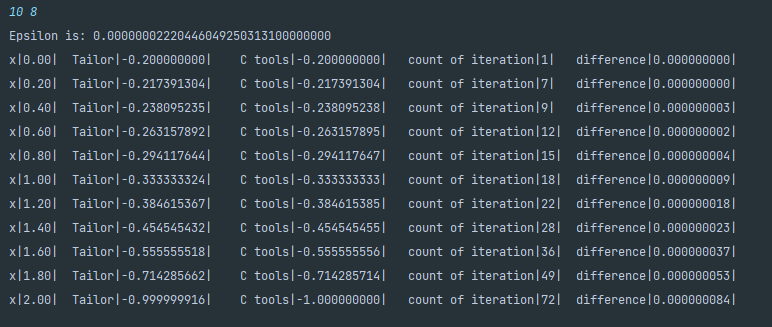 10 8
Epsilon is: 0.00000002220446049250313100000000
x|0.00|  Tailor|-0.200000000|    C tools|-0.200000000|   count of iteration|1|   difference|0.000000000|
x|0.20|  Tailor|-0.217391304|    C tools|-0.217391304|   count of iteration|7|   difference|0.000000000|
x|0.40|  Tailor|-0.238095235|    C tools|-0.238095238|   count of iteration|9|   difference|0.000000003|
x|0.60|  Tailor|-0.263157892|    C tools|-0.263157895|   count of iteration|12|  difference|0.000000002|
x|0.80|  Tailor|-0.294117644|    C tools|-0.294117647|   count of iteration|15|  difference|0.000000004|
x|1.00|  Tailor|-0.333333324|    C tools|-0.333333333|   count of iteration|18|  difference|0.000000009|
x|1.20|  Tailor|-0.384615367|    C tools|-0.384615385|   count of iteration|22|  difference|0.000000018|
x|1.40|  Tailor|-0.454545432|    C tools|-0.454545455|   count of iteration|28|  difference|0.000000023|
x|1.60|  Tailor|-0.555555518|    C tools|-0.555555556|   count of iteration|36|  difference|0.000000037|
x|1.80|  Tailor|-0.714285662|    C tools|-0.714285714|   count of iteration|49|  difference|0.000000053|
x|2.00|  Tailor|-0.999999916|    C tools|-1.000000000|   count of iteration|72|  difference|0.000000084|